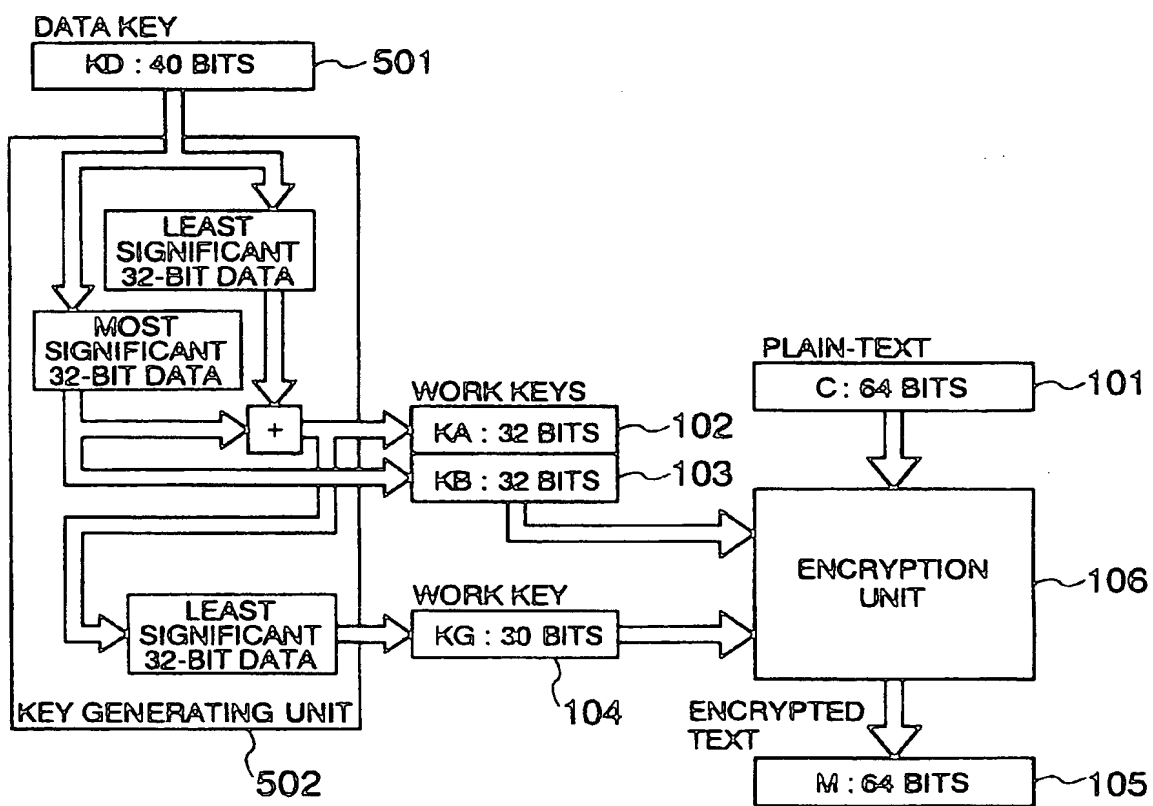 DATA KEY
KD : 40 BITS
501
LEAST
SIGNIFICANT
32-BIT DATA
MOST
SIGNIFICANT
32-BIT DATA
+
WORK KEYS
KA : 32 BITS
102
KB : 32 BITS
103
PLAIN-TEXT
C : 64 BITS
101
ENCRYPTION
UNIT
106
LEAST
SIGNIFICANT
32-BIT DATA
WORK KEY
KG : 30 BITS
104
KEY GENERATING UNIT
502
ENCRYPTED
TEXT
M : 64 BITS
105